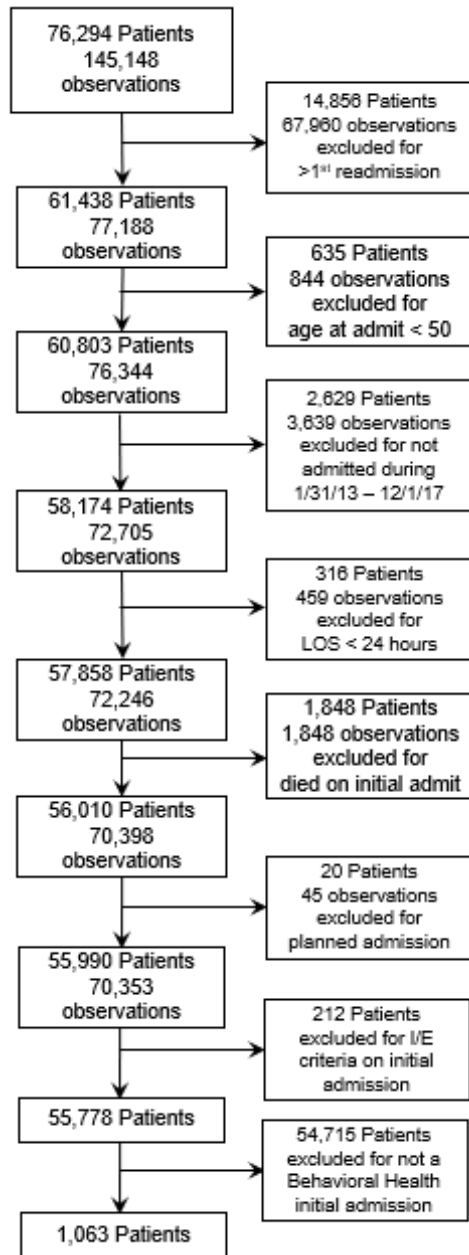 76,294 Patients
145,148
observations
14,856 Patients
67,960 observations
excluded for
>1st readmission
61,438 Patients
77,188
observations
635 Patients
844 observations
excluded for
age at admit < 50
60,803 Patients
76,344
observations
2,629 Patients
3,639 observations
excluded for not
admitted during
1/31/13 – 12/1/17
58,174 Patients
72,705
observations
316 Patients
459 observations
excluded for
LOS < 24 hours
57,858 Patients
72,246
observations
1,848 Patients
1,848 observations
excluded for
died on initial admit
56,010 Patients
70,398
observations
20 Patients
45 observations
excluded for
planned admission
55,990 Patients
70,353
observations
212 Patients
excluded for I/E
criteria on initial
admission
55,778 Patients
54,715 Patients
excluded for not a
Behavioral Health
initial admission
1,063 Patients